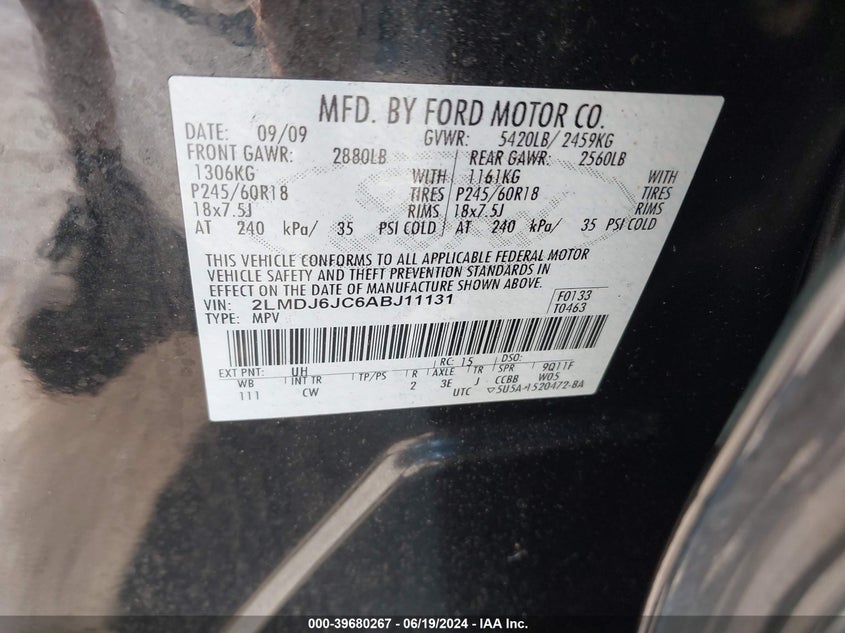 MFD. BY FORD MOTOR CO.
DATE: 09/09 GVWR: 5420LB/ 2459KG
FRONT GAWR: 2880LB REAR GAWR: 2560LB
1306KG WITH 1161KG WITH
P245/60R18 TIRES P245/60R18 TIRES
18x7.5J RIMS 18x7.5J RIMS
AT 240 kPa/ 35 PSI COLD AT 240 kPa/ 35 PSI COLD
THIS VEHICLE CONFORMS TO ALL APPLICABLE FEDERAL MOTOR
VEHICLE SAFETY AND THEFT PREVENTION STANDARDS IN
EFFECT ON THE DATE OF MANUFACTURE SHOWN ABOVE.
VIN: 2LMDJ6JC6ABJ11131 F0133
TYPE: MPV T0463
EXT PNT: UH RC: 15 DSO:
WB INT TR TP/PS R AXLE TR SPR 9Q11F
111 CW 2 3E J CCBB W05
UTC 5U5A-1520472-BA
000-39680267 - 06/19/2024 - IAA Inc.